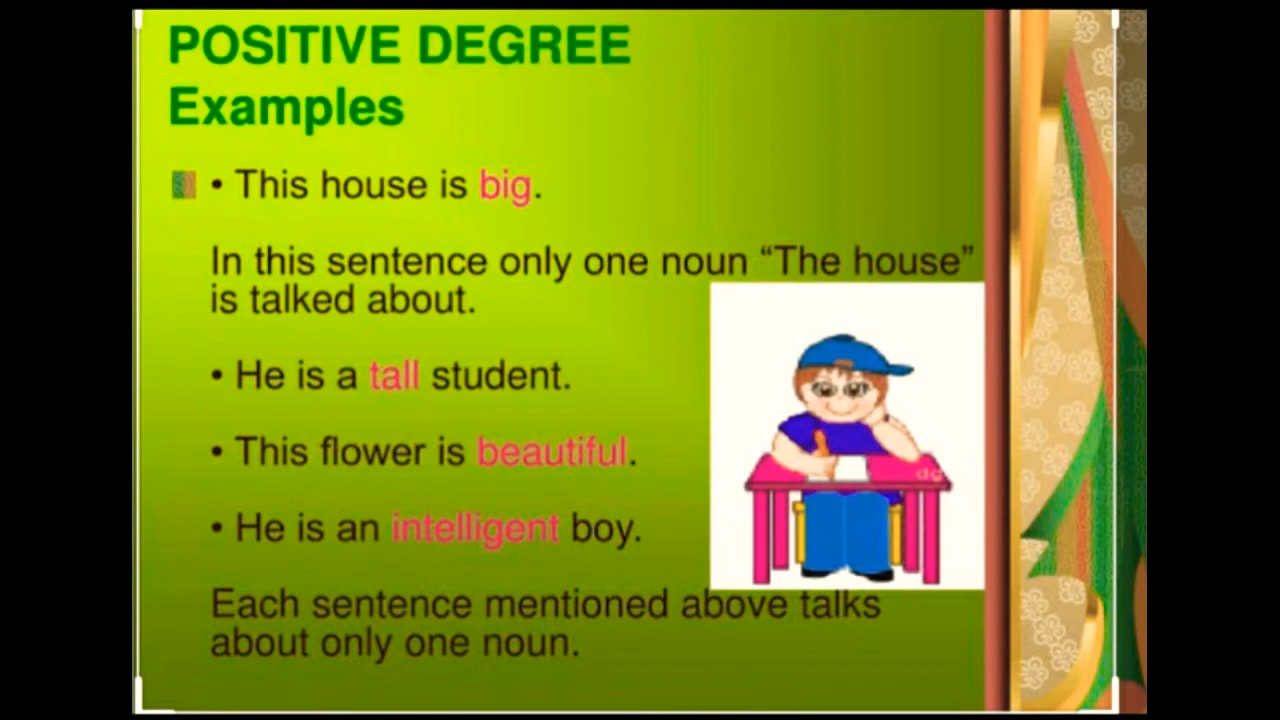 POSITIVE DEGREE
Examples
• This house is big.
In this sentence only one noun “The house”
is talked about.
• He is a tall student.
• This flower is beautiful.
• He is an intelligent boy.
Each sentence mentioned above talks
about only one noun.